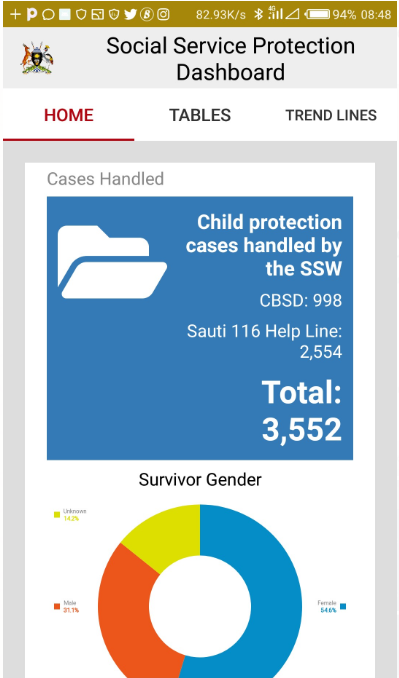 82.93K/s 4G 94% 08:48
Social Service Protection
Dashboard
HOME TABLES TREND LINES
Cases Handled
Child protection
cases handled by
the SSW
CBSD: 998
Sauti 116 Help Line:
2,554
Total:
3,552
Survivor Gender
Unknown
14.2%
Male
31.1%
Female
54.6%